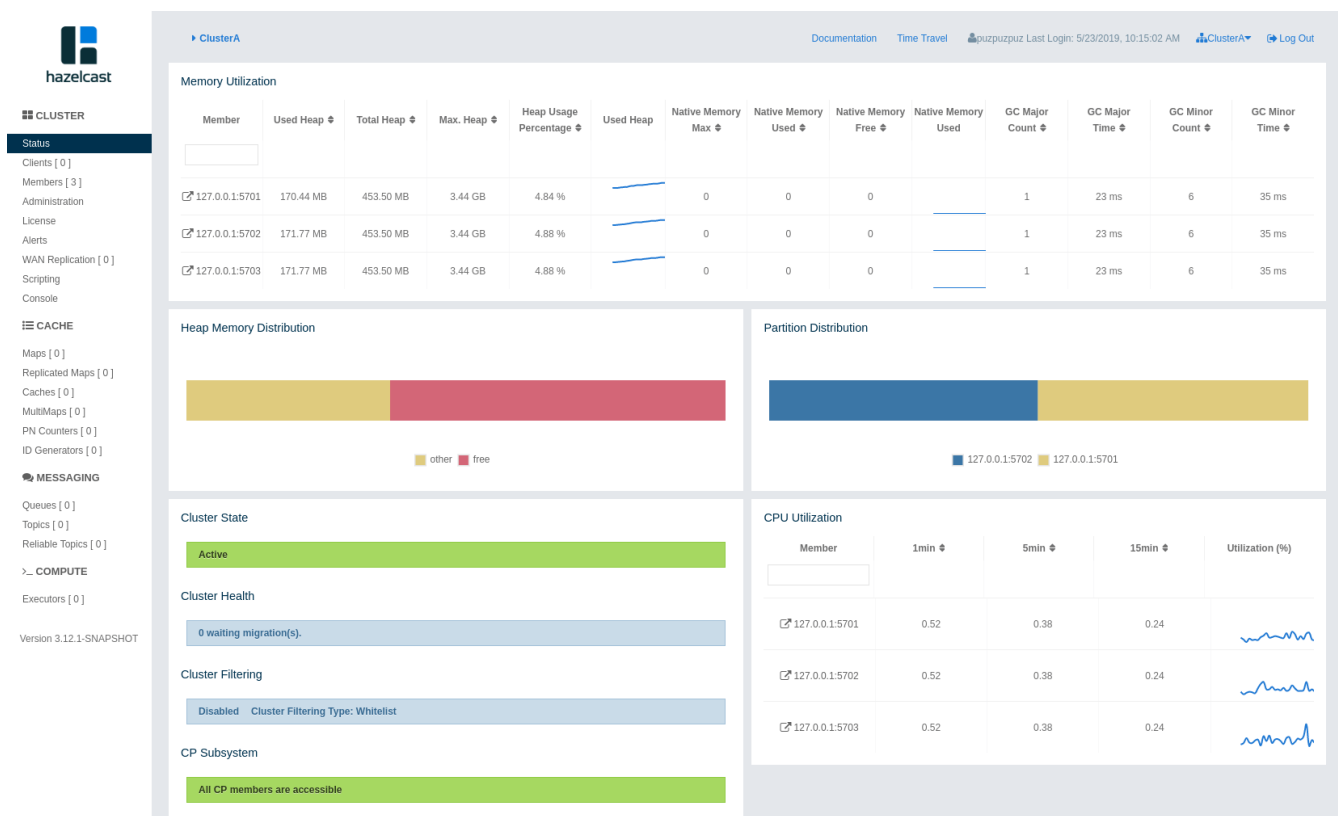 hazelcast
CLUSTER
Status
Clients [ 0 ]
Members [ 3 ]
Administration
License
Alerts
WAN Replication [ 0 ]
Scripting
Console
CACHE
Maps [ 0 ]
Replicated Maps [ 0 ]
Caches [ 0 ]
MultiMaps [ 0 ]
PN Counters [ 0 ]
ID Generators [ 0 ]
MESSAGING
Queues [ 0 ]
Topics [ 0 ]
Reliable Topics [ 0 ]
COMPUTE
Executors [ 0 ]
Version 3.12.1-SNAPSHOT
ClusterA Documentation Time Travel puzpuzpuz Last Login: 5/23/2019, 10:15:02 AM ClusterA Log Out
Memory Utilization
Member Used Heap Total Heap Max. Heap Heap Usage Percentage Used Heap Native Memory Max Native Memory Used Native Memory Free Native Memory Used GC Major Count GC Major Time GC Minor Count GC Minor Time
127.0.0.1:5701 170.44 MB 453.50 MB 3.44 GB 4.84 % 0 0 0 1 23 ms 6 35 ms
127.0.0.1:5702 171.77 MB 453.50 MB 3.44 GB 4.88 % 0 0 0 1 23 ms 6 35 ms
127.0.0.1:5703 171.77 MB 453.50 MB 3.44 GB 4.88 % 0 0 0 1 23 ms 6 35 ms
Heap Memory Distribution
other free
Partition Distribution
127.0.0.1:5702 127.0.0.1:5701
Cluster State
Active
Cluster Health
0 waiting migration(s).
Cluster Filtering
Disabled Cluster Filtering Type: Whitelist
CP Subsystem
All CP members are accessible
CPU Utilization
Member 1min 5min 15min Utilization (%)
127.0.0.1:5701 0.52 0.38 0.24
127.0.0.1:5702 0.52 0.38 0.24
127.0.0.1:5703 0.52 0.38 0.24